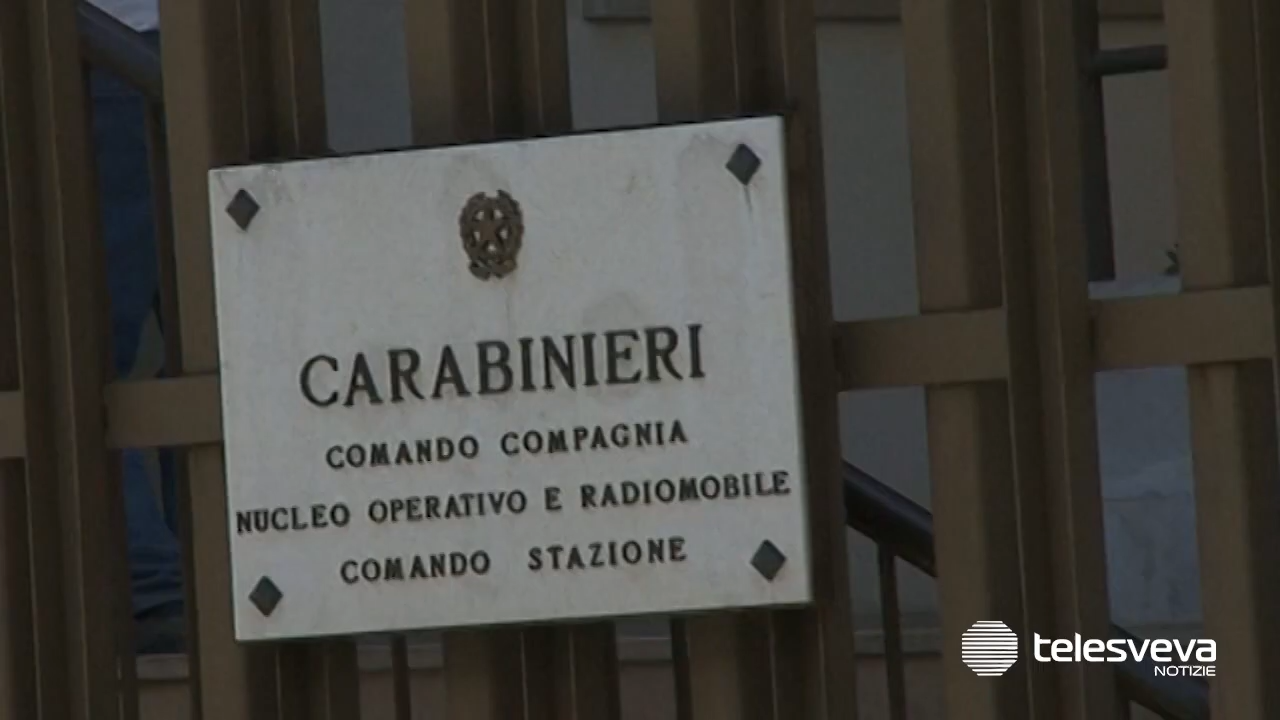 CARABINIERI
COMANDO COMPAGNIA
NUCLEO OPERATIVO E RADIOMOBILE
COMANDO STAZIONE
telesveva
NOTIZIE